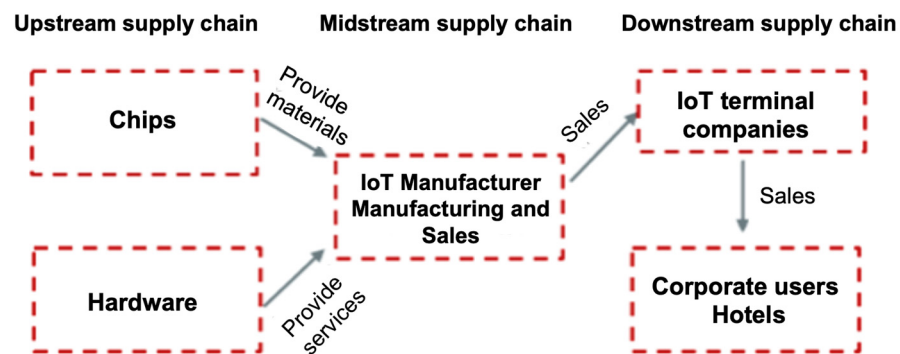 Upstream supply chain
Midstream supply chain
Downstream supply chain
Chips
Provide
materials
Hardware
Provide
services
IoT Manufacturer
Manufacturing and
Sales
Sales
IoT terminal
companies
Sales
Corporate users
Hotels